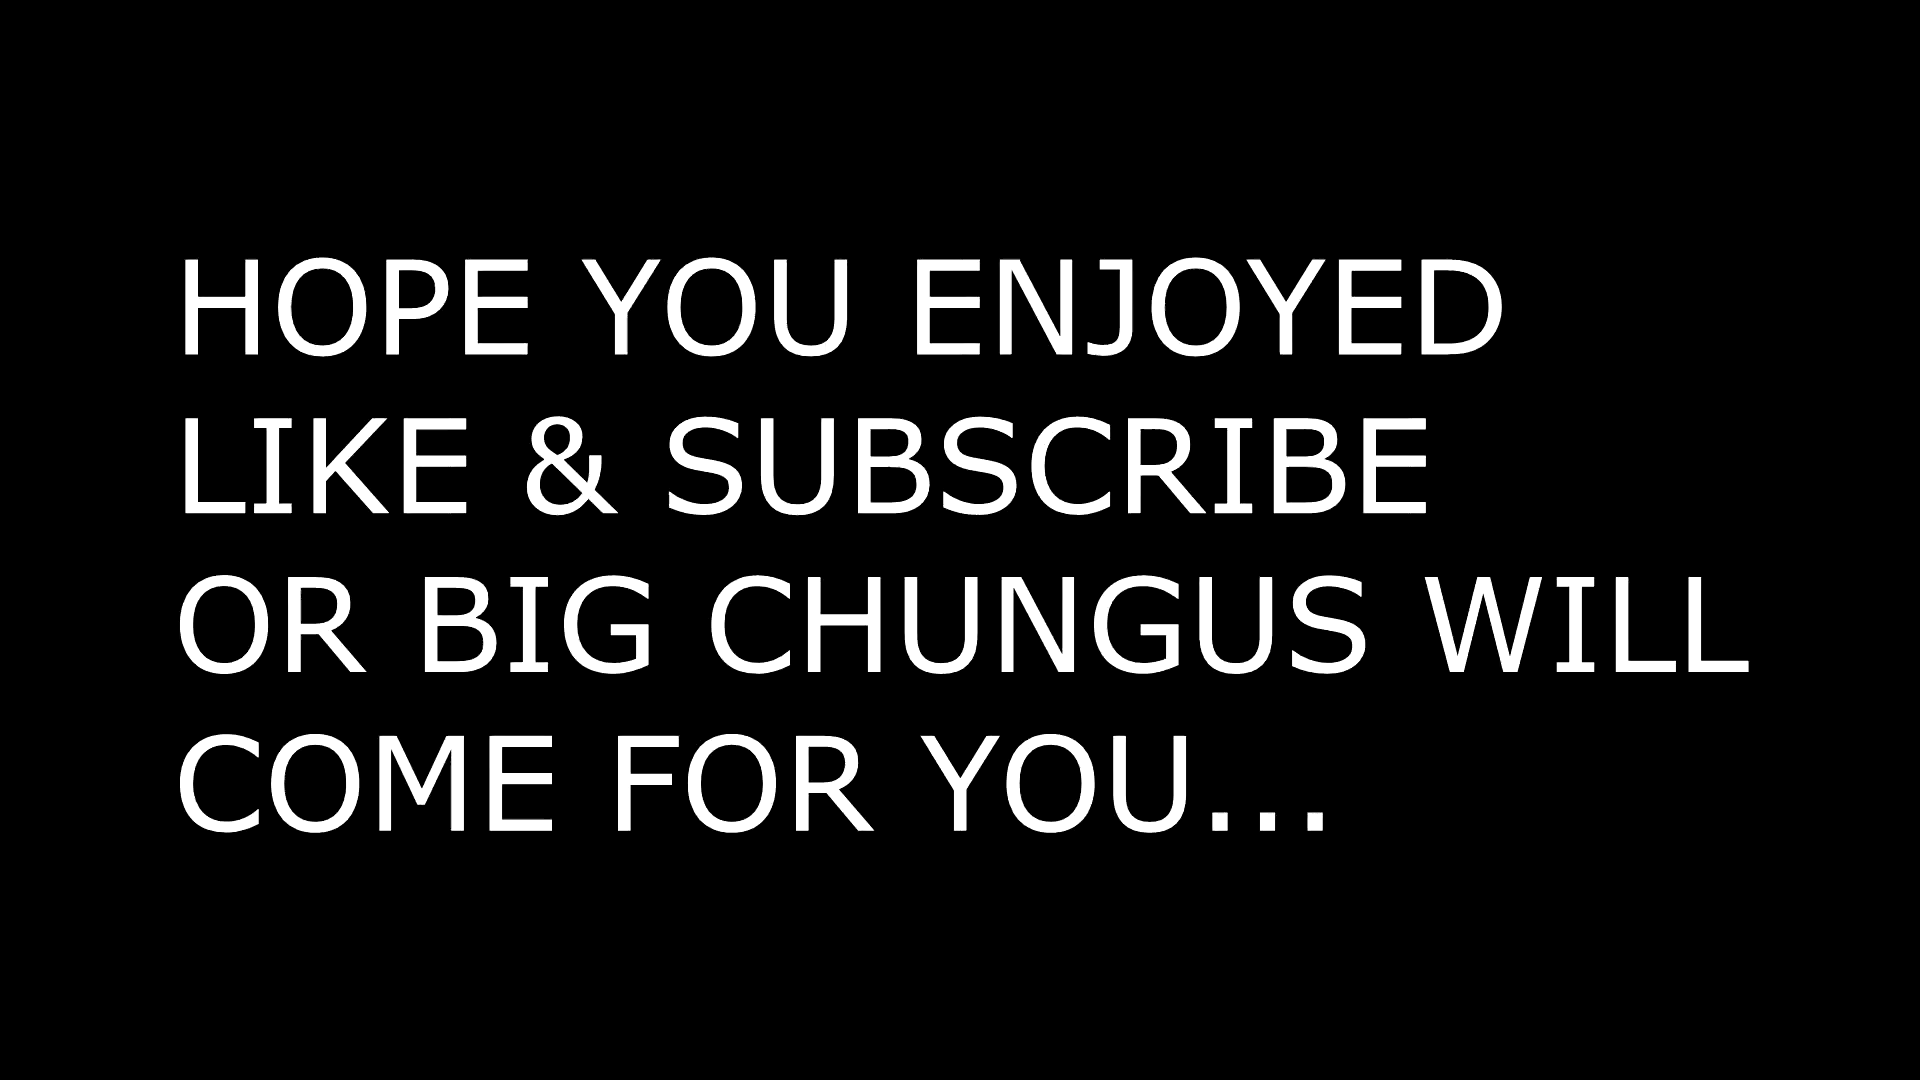 HOPE YOU ENJOYED
LIKE & SUBSCRIBE
OR BIG CHUNGUS WILL
COME FOR YOU...